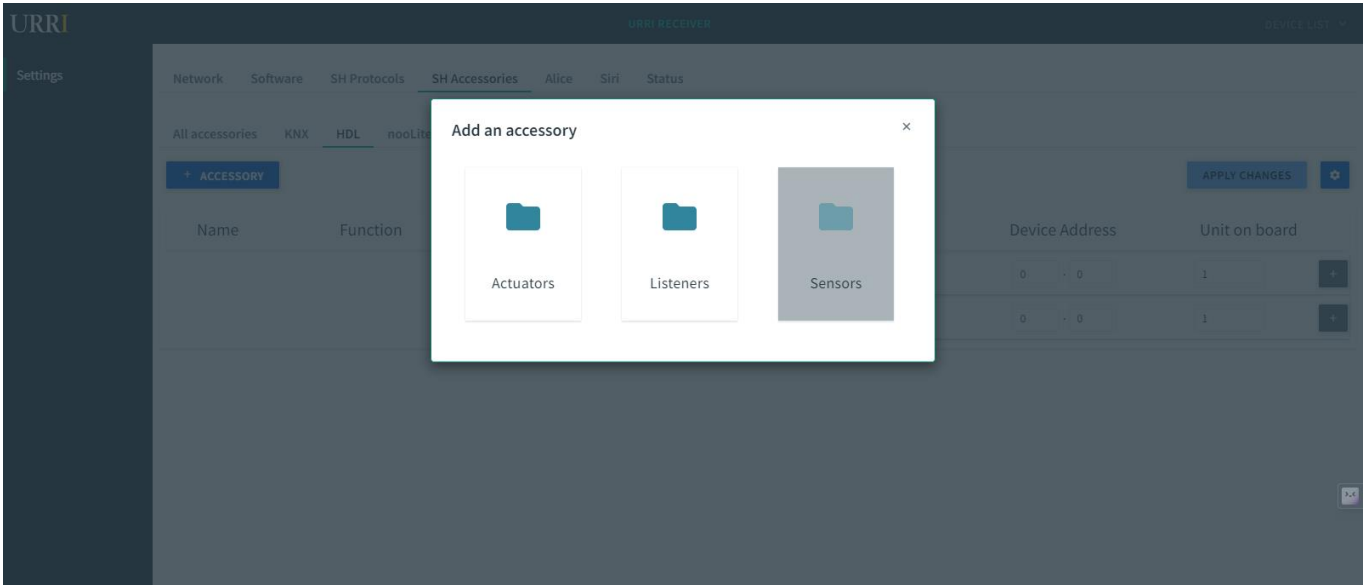 URRI
URRI RECEIVER
DEVICE LIST
Settings
Network Software SH Protocols SH Accessories Alice Siri Status
All accessories KNX HDL nooLite
+ ACCESSORY
APPLY CHANGES
Name Function Device Address Unit on board
0 . 0 1 +
0 . 0 1 +
Add an accessory ×
Actuators Listeners Sensors